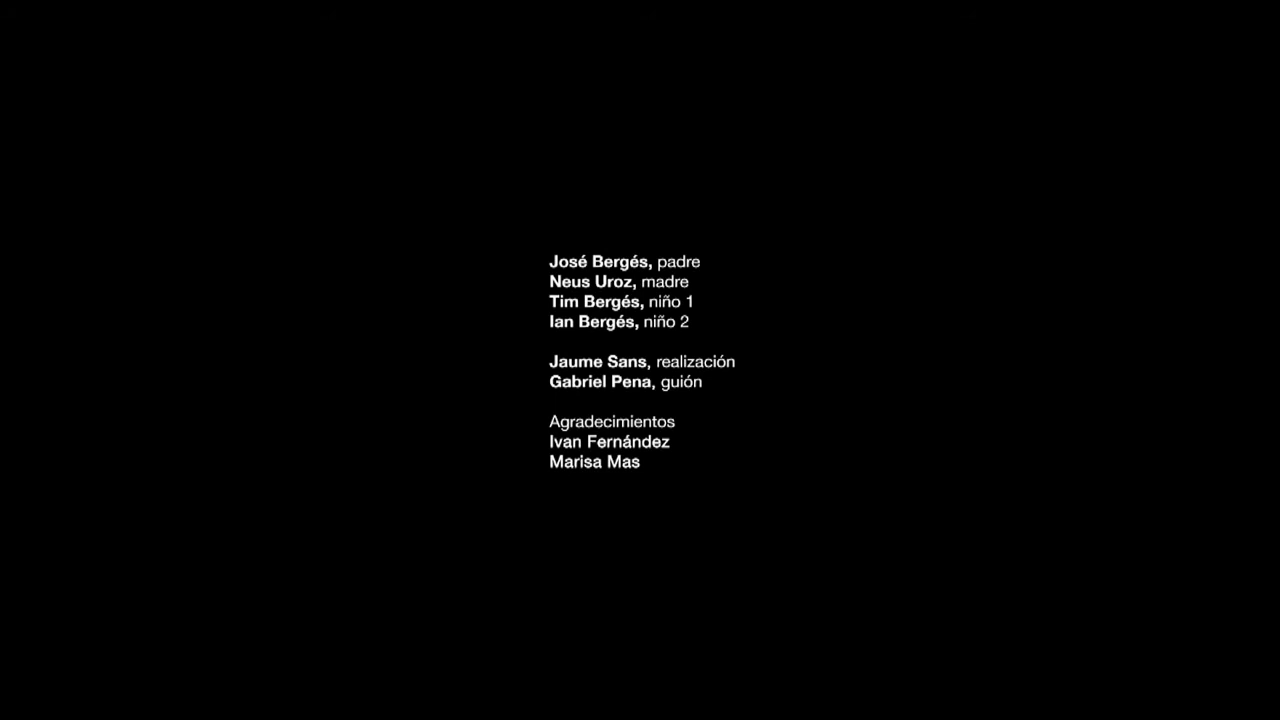 José Bergés, padre
Neus Uroz, madre
Tim Bergés, niño 1
Ian Bergés, niño 2
Jaume Sans, realización
Gabriel Pena, guión
Agradecimientos
Ivan Fernández
Marisa Mas